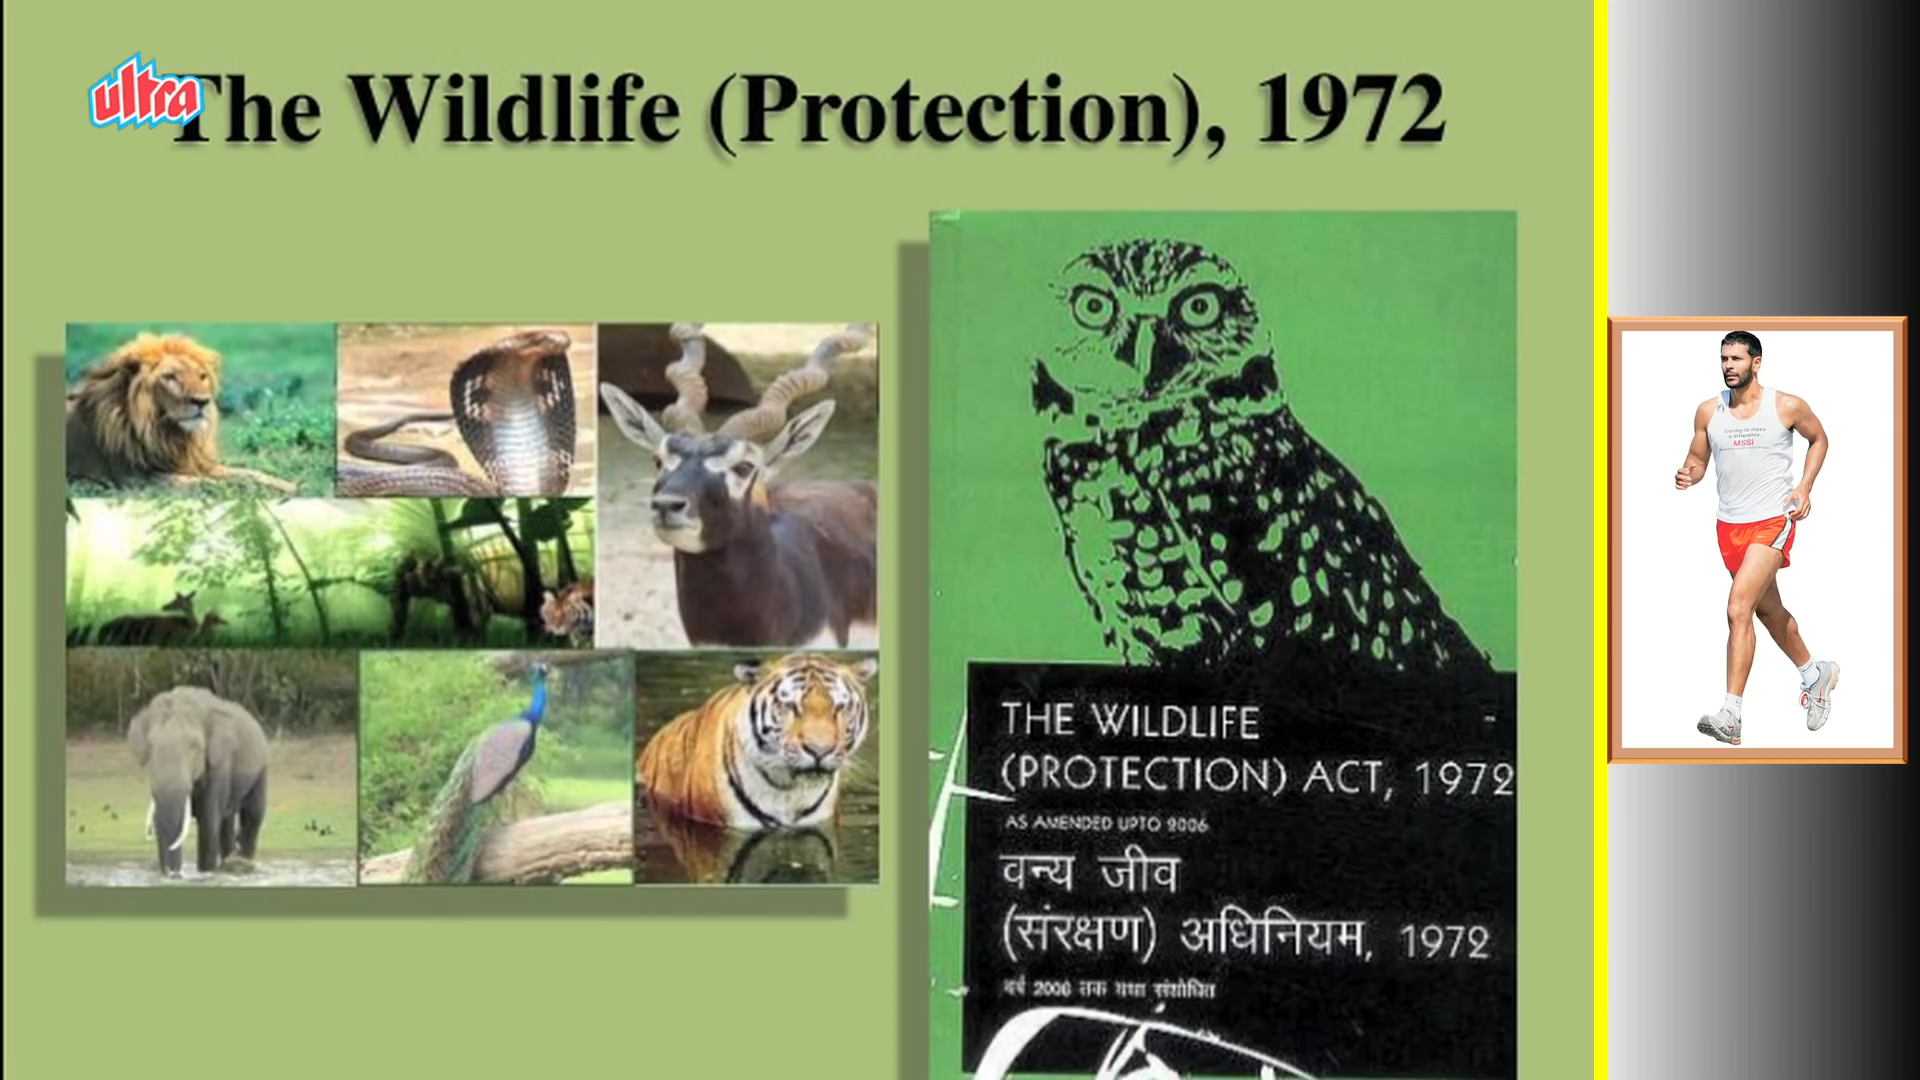 ultra
The Wildlife (Protection), 1972
THE WILDLIFE
(PROTECTION) ACT, 1972
AS AMENDED UPTO 2006
वन्य जीव
(संरक्षण) अधिनियम, 1972
वर्ष 2006 तक यथा संशोधित
MSSi